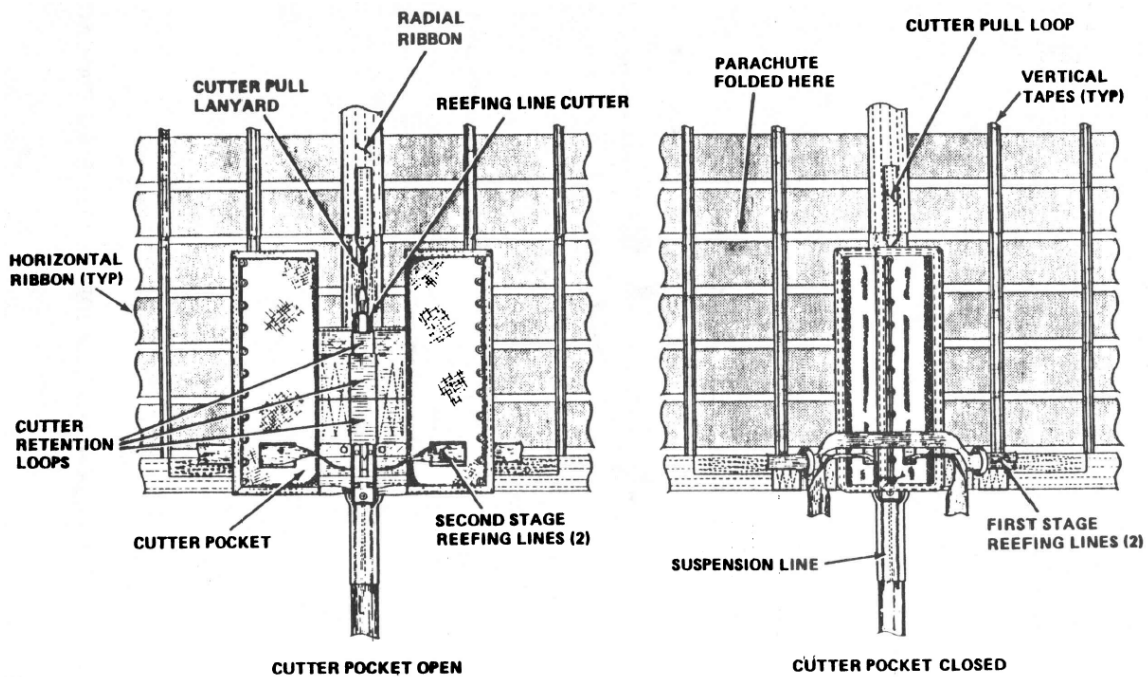 RADIAL
RIBBON
CUTTER PULL
LANYARD
REEFING LINE CUTTER
HORIZONTAL
RIBBON (TYP)
CUTTER
RETENTION
LOOPS
CUTTER POCKET
SECOND STAGE
REEFING LINES (2)
CUTTER POCKET OPEN
CUTTER PULL LOOP
PARACHUTE
FOLDED HERE
VERTICAL
TAPES (TYP)
FIRST STAGE
REEFING LINES (2)
SUSPENSION LINE
CUTTER POCKET CLOSED